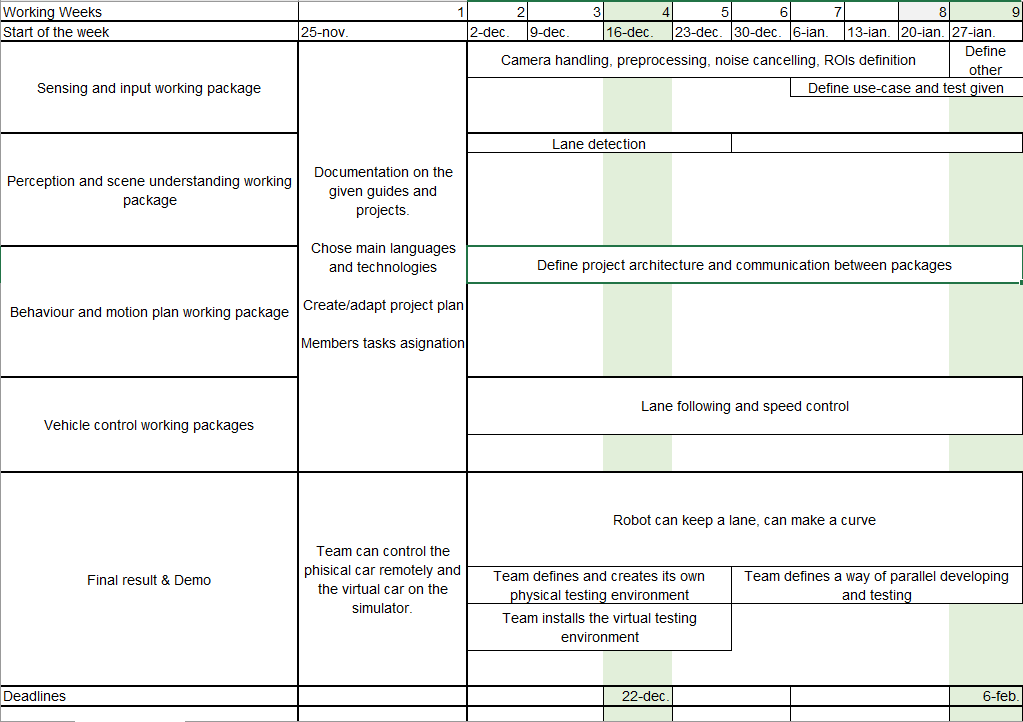 Working Weeks 1 2 3 4 5 6 7 8 9
Start of the week 25-nov. 2-dec. 9-dec. 16-dec. 23-dec. 30-dec. 6-ian. 13-ian. 20-ian. 27-ian.
Sensing and input working package
Camera handling, preprocessing, noise cancelling, ROIs definition
Define
other
Define use-case and test given
Perception and scene understanding working
package
Lane detection
Documentation on the
given guides and
projects.
Chose main languages
and technologies
Create/adapt project plan
Members tasks asignation
Behaviour and motion plan working package
Define project architecture and communication between packages
Vehicle control working packages
Lane following and speed control
Final result & Demo
Team can control the
phisical car remotely and
the virtual car on the
simulator.
Robot can keep a lane, can make a curve
Team defines and creates its own
physical testing environment
Team defines a way of parallel developing
and testing
Team installs the virtual testing
environment
Deadlines 22-dec. 6-feb.